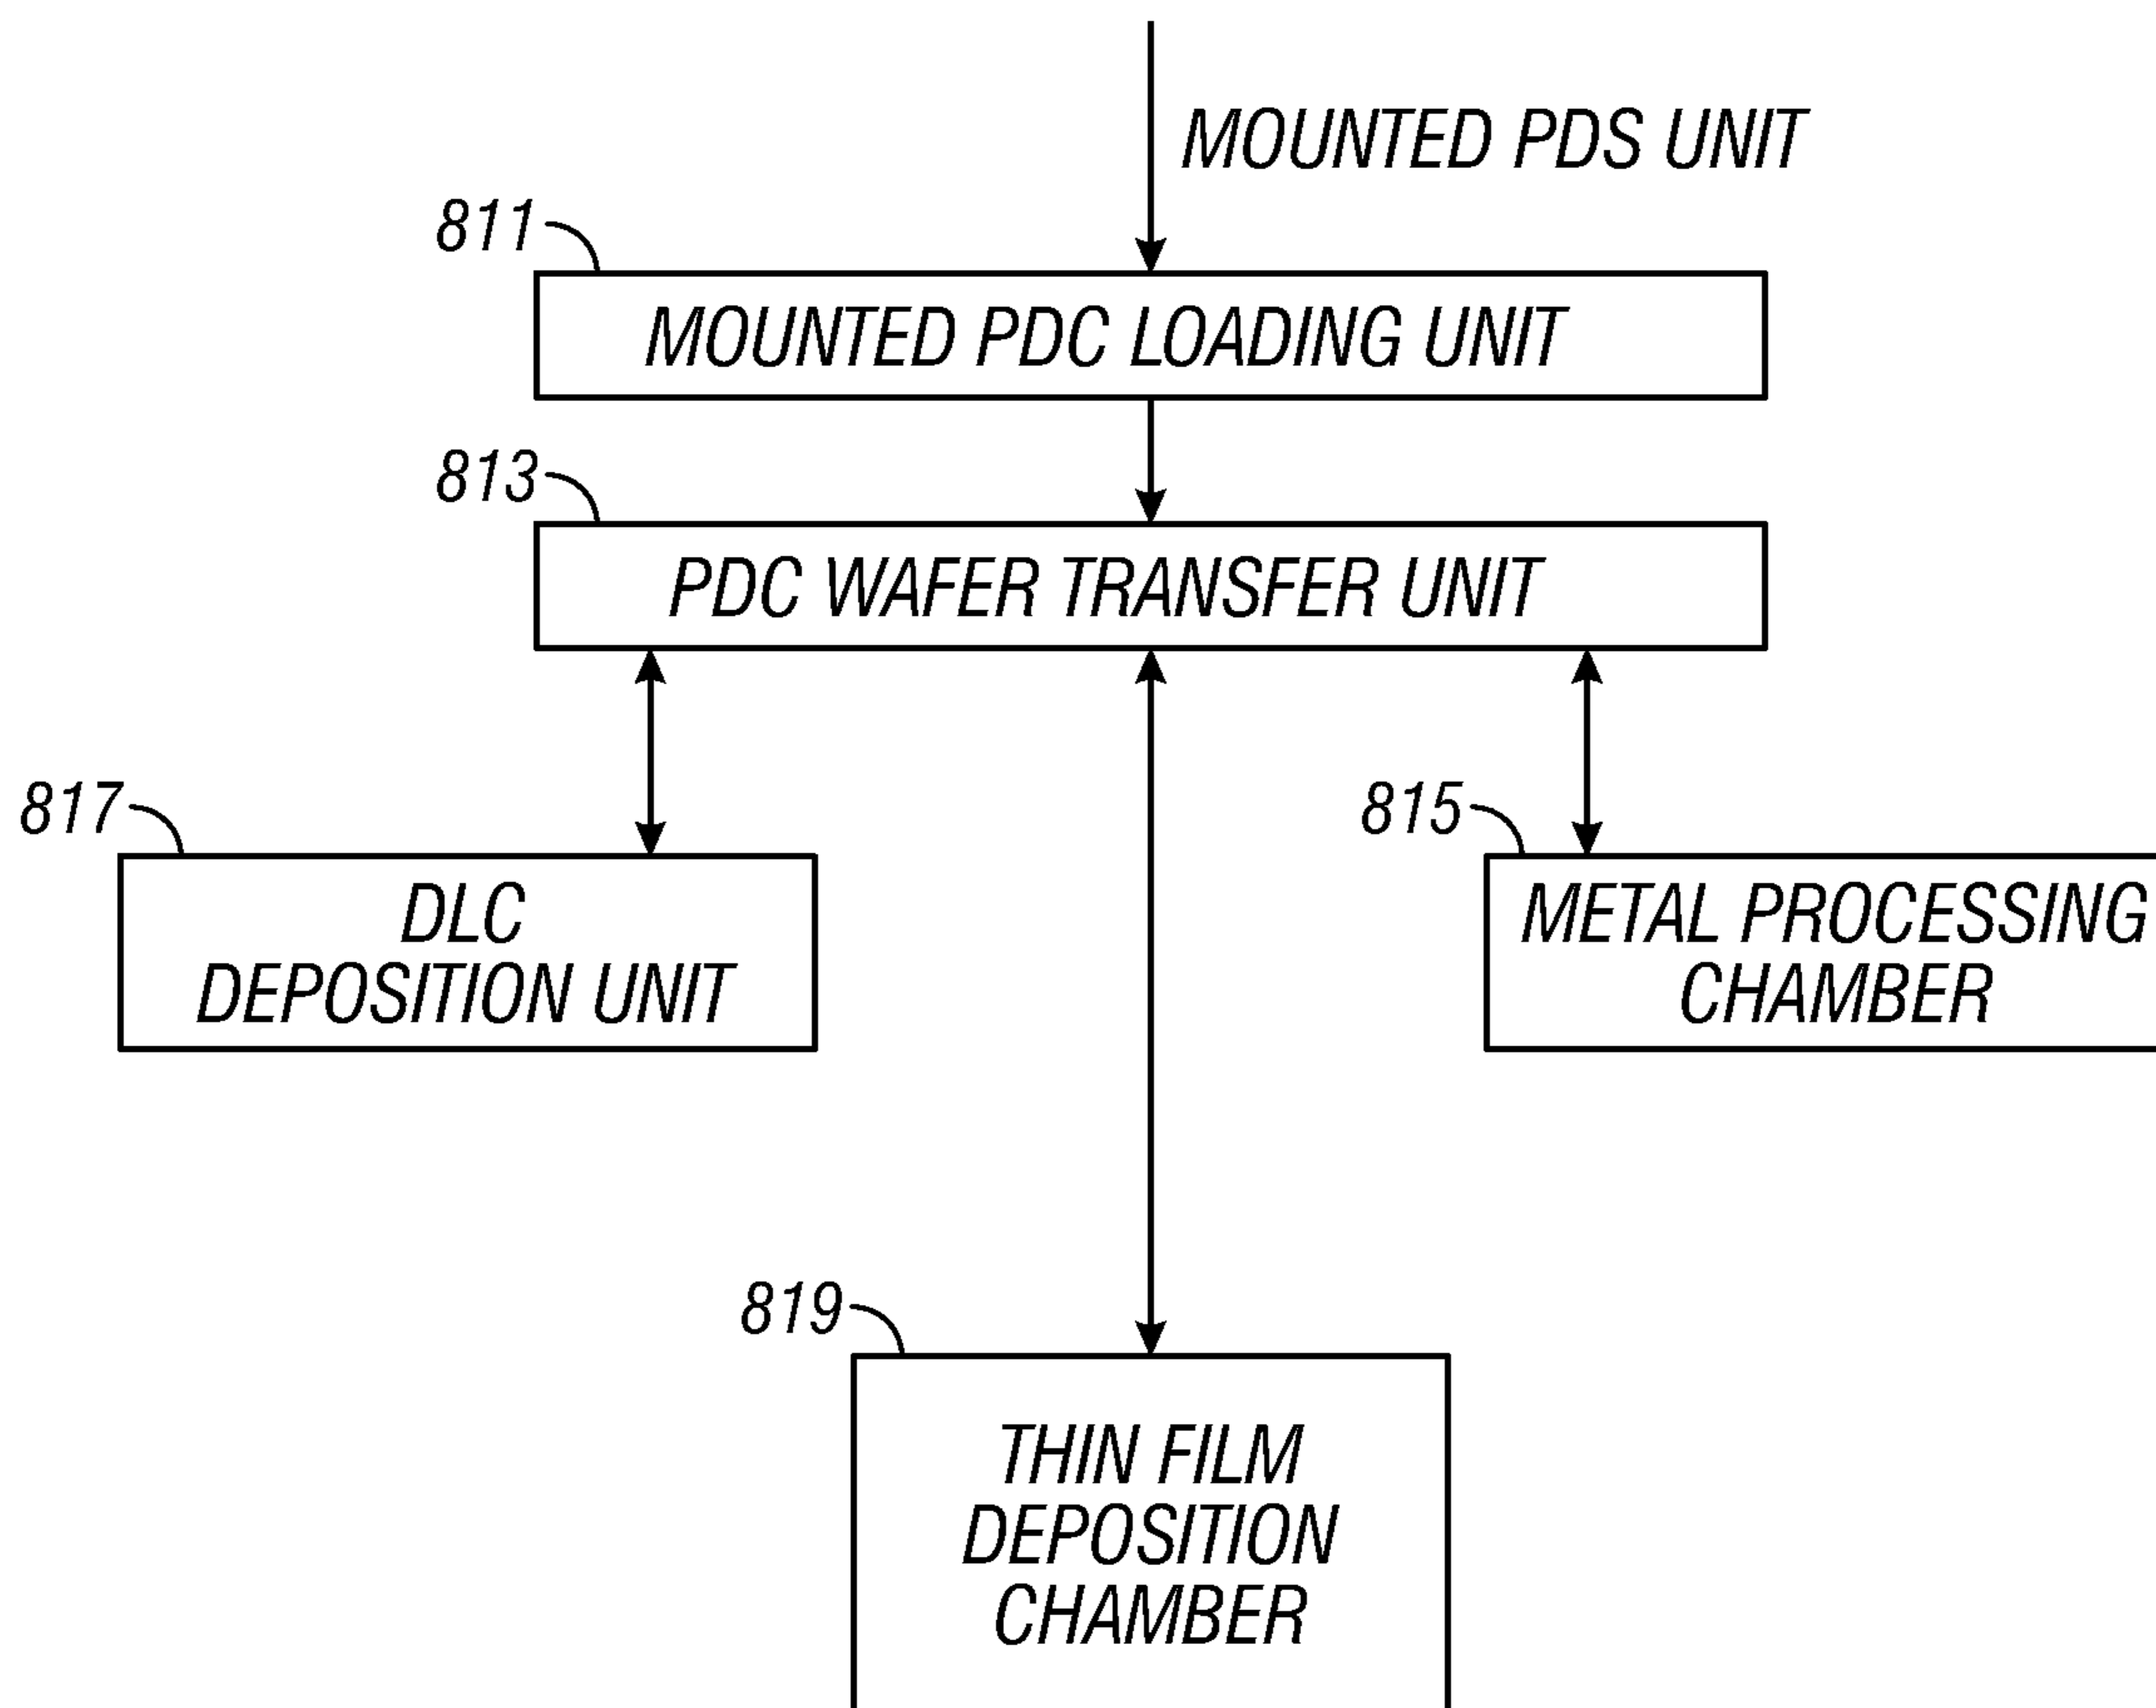 MOUNTED PDS UNIT
811
MOUNTED PDC LOADING UNIT
813
PDC WAFER TRANSFER UNIT
817
DLC
DEPOSITION UNIT
815
METAL PROCESSING
CHAMBER
819
THIN FILM
DEPOSITION
CHAMBER